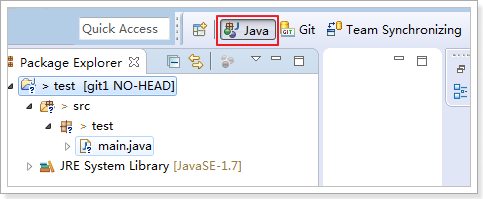 Quick Access Java Git Team Synchronizing
Package Explorer
> test [git1 NO-HEAD]
> src
> test
main.java
JRE System Library [JavaSE-1.7]